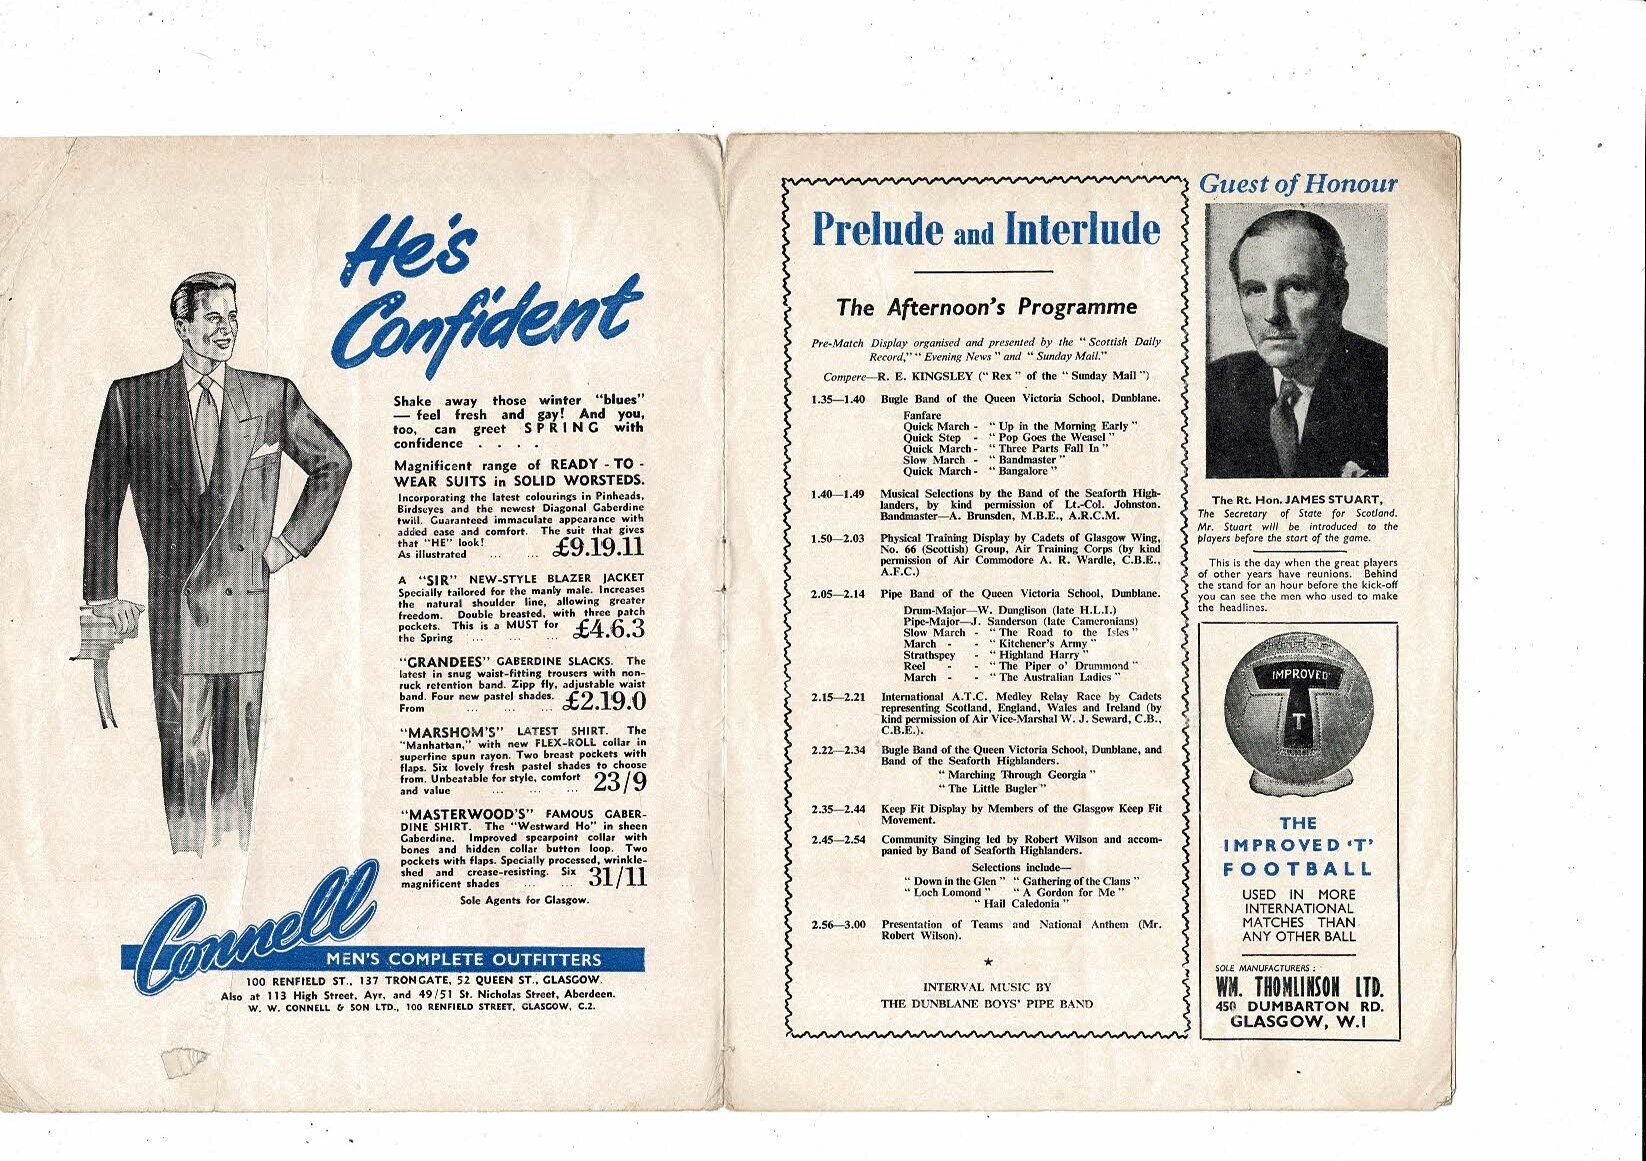 He's
Confident
Shake away those winter "blues"
— feel fresh and gay! And you,
too, can greet SPRING with
confidence . . . .
Magnificent range of READY - TO -
WEAR SUITS in SOLID WORSTEDS.
Incorporating the latest colourings in Pinheads,
Birdseyes and the newest Diagonal Gaberdine
twill. Guaranteed immaculate appearance with
added ease and comfort. The suit that gives
that "HE" look!
As illustrated ... ... £9.19.11
A "SIR" NEW-STYLE BLAZER JACKET
Specially tailored for the manly male. Increases
the natural shoulder line, allowing greater
freedom. Double breasted, with three patch
pockets. This is a MUST for
the Spring ... ... ... £4.6.3
"GRANDEES" GABERDINE SLACKS. The
latest in snug waist-fitting trousers with non-
ruck retention band. Zipp fly, adjustable waist
band. Four new pastel shades.
From ... ... ... £2.19.0
"MARSHOM'S" LATEST SHIRT. The
"Manhattan," with new FLEX-ROLL collar in
superfine spun rayon. Two breast pockets with
flaps. Six lovely fresh pastel shades to choose
from. Unbeatable for style, comfort
and value ... ... ... 23/9
"MASTERWOOD'S" FAMOUS GABER-
DINE SHIRT. The "Westward Ho" in sheen
Gaberdine. Improved spearpoint collar with
bones and hidden collar button loop. Two
pockets with flaps. Specially processed, wrinkle-
shed and crease-resisting. Six
magnificent shades ... ... 31/11
Sole Agents for Glasgow.
Connell
MEN'S COMPLETE OUTFITTERS
100 RENFIELD ST., 137 TRONGATE, 52 QUEEN ST., GLASGOW.
Also at 113 High Street, Ayr, and 49/51 St. Nicholas Street, Aberdeen.
W. W. CONNELL & SON LTD., 100 RENFIELD STREET, GLASGOW, C.2.
Prelude and Interlude
The Afternoon's Programme
Pre-Match Display organised and presented by the "Scottish Daily
Record," "Evening News" and "Sunday Mail."
Compere—R. E. KINGSLEY ("Rex" of the "Sunday Mail")
1.35—1.40 Bugle Band of the Queen Victoria School, Dunblane.
Fanfare
Quick March - "Up in the Morning Early"
Quick Step - "Pop Goes the Weasel"
Quick March - "Three Parts Fall In"
Slow March - "Bandmaster"
Quick March - "Bangalore"
1.40—1.49 Musical Selections by the Band of the Seaforth High-
landers, by kind permission of Lt.-Col. Johnston.
Bandmaster—A. Brunsden, M.B.E., A.R.C.M.
1.50—2.03 Physical Training Display by Cadets of Glasgow Wing,
No. 66 (Scottish) Group, Air Training Corps (by kind
permission of Air Commodore A. R. Wardle, C.B.E.,
A.F.C.)
2.05—2.14 Pipe Band of the Queen Victoria School, Dunblane.
Drum-Major—W. Dunglison (late H.L.I.)
Pipe-Major—J. Sanderson (late Cameronians)
Slow March - "The Road to the Isles"
March - - "Kitchener's Army"
Strathspey - "Highland Harry"
Reel - - "The Piper o' Drummond"
March - - "The Australian Ladies"
2.15—2.21 International A.T.C. Medley Relay Race by Cadets
representing Scotland, England, Wales and Ireland (by
kind permission of Air Vice-Marshal W. J. Seward, C.B.,
C.B.E.).
2.22—2.34 Bugle Band of the Queen Victoria School, Dunblane, and
Band of the Seaforth Highlanders.
"Marching Through Georgia"
"The Little Bugler"
2.35—2.44 Keep Fit Display by Members of the Glasgow Keep Fit
Movement.
2.45—2.54 Community Singing led by Robert Wilson and accom-
panied by Band of Seaforth Highlanders.
Selections include—
"Down in the Glen" "Gathering of the Clans"
"Loch Lomond" "A Gordon for Me"
"Hail Caledonia"
2.56—3.00 Presentation of Teams and National Anthem (Mr.
Robert Wilson).
INTERVAL MUSIC BY
THE DUNBLANE BOYS' PIPE BAND
Guest of Honour
The Rt. Hon. JAMES STUART,
The Secretary of State for Scotland.
Mr. Stuart will be introduced to the
players before the start of the game.
This is the day when the great players
of other years have reunions. Behind
the stand for an hour before the kick-off
you can see the men who used to make
the headlines.
IMPROVED
T
THE
IMPROVED 'T'
FOOTBALL
USED IN MORE
INTERNATIONAL
MATCHES THAN
ANY OTHER BALL
SOLE MANUFACTURERS:
WM. THOMLINSON LTD.
450 DUMBARTON RD.
GLASGOW, W.1